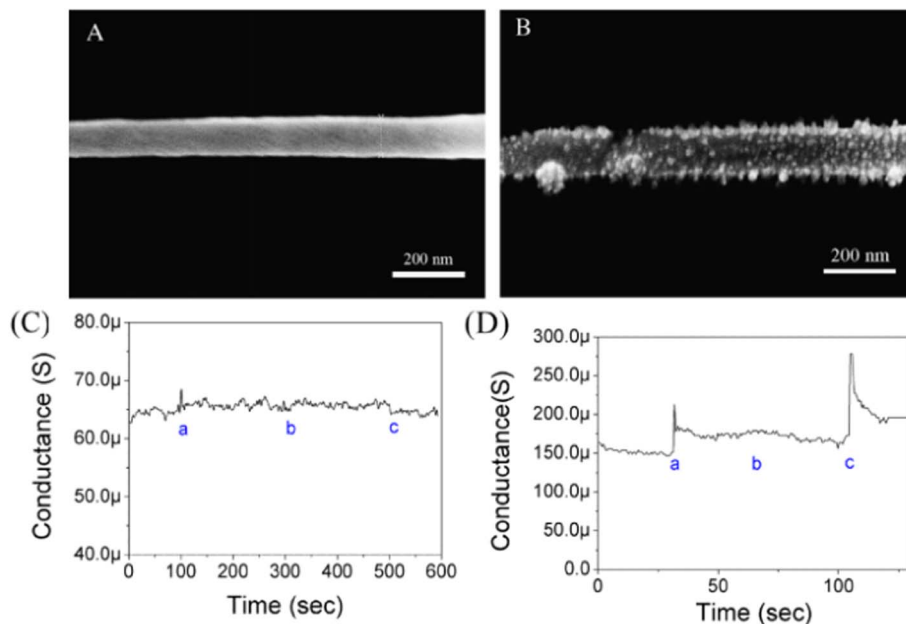 A
200 nm
B
200 nm
(C)
Conductance (S)
80.0µ
70.0µ
60.0µ
50.0µ
40.0µ
a
b
c
0 100 200 300 400 500 600
Time (sec)
(D)
Conductance(S)
300.0µ
250.0µ
200.0µ
150.0µ
100.0µ
50.0µ
0.0
a
b
c
0 50 100
Time (sec)